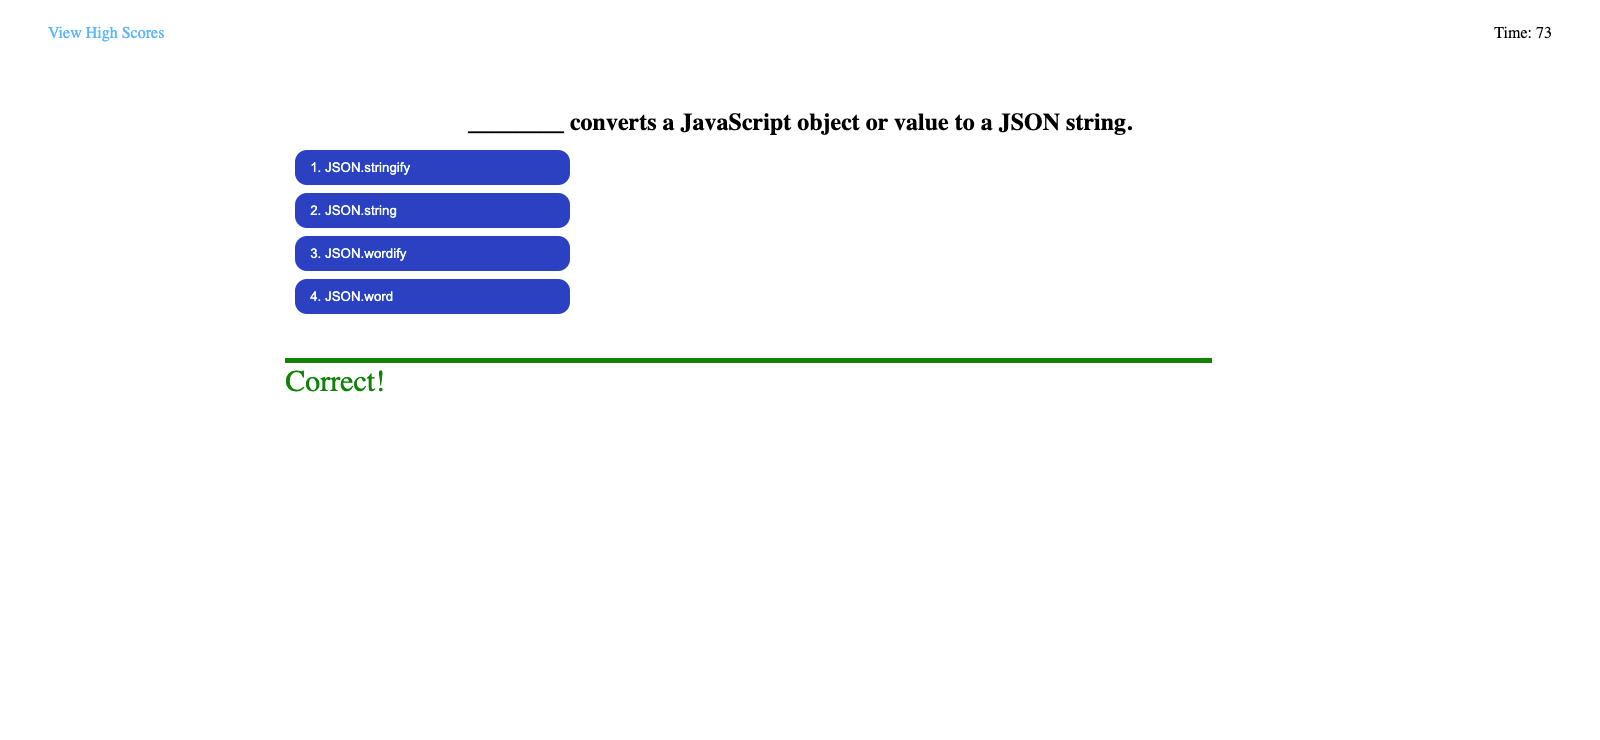 View High Scores
Time: 73
________ converts a JavaScript object or value to a JSON string.
1. JSON.stringify
2. JSON.string
3. JSON.wordify
4. JSON.word
Correct!